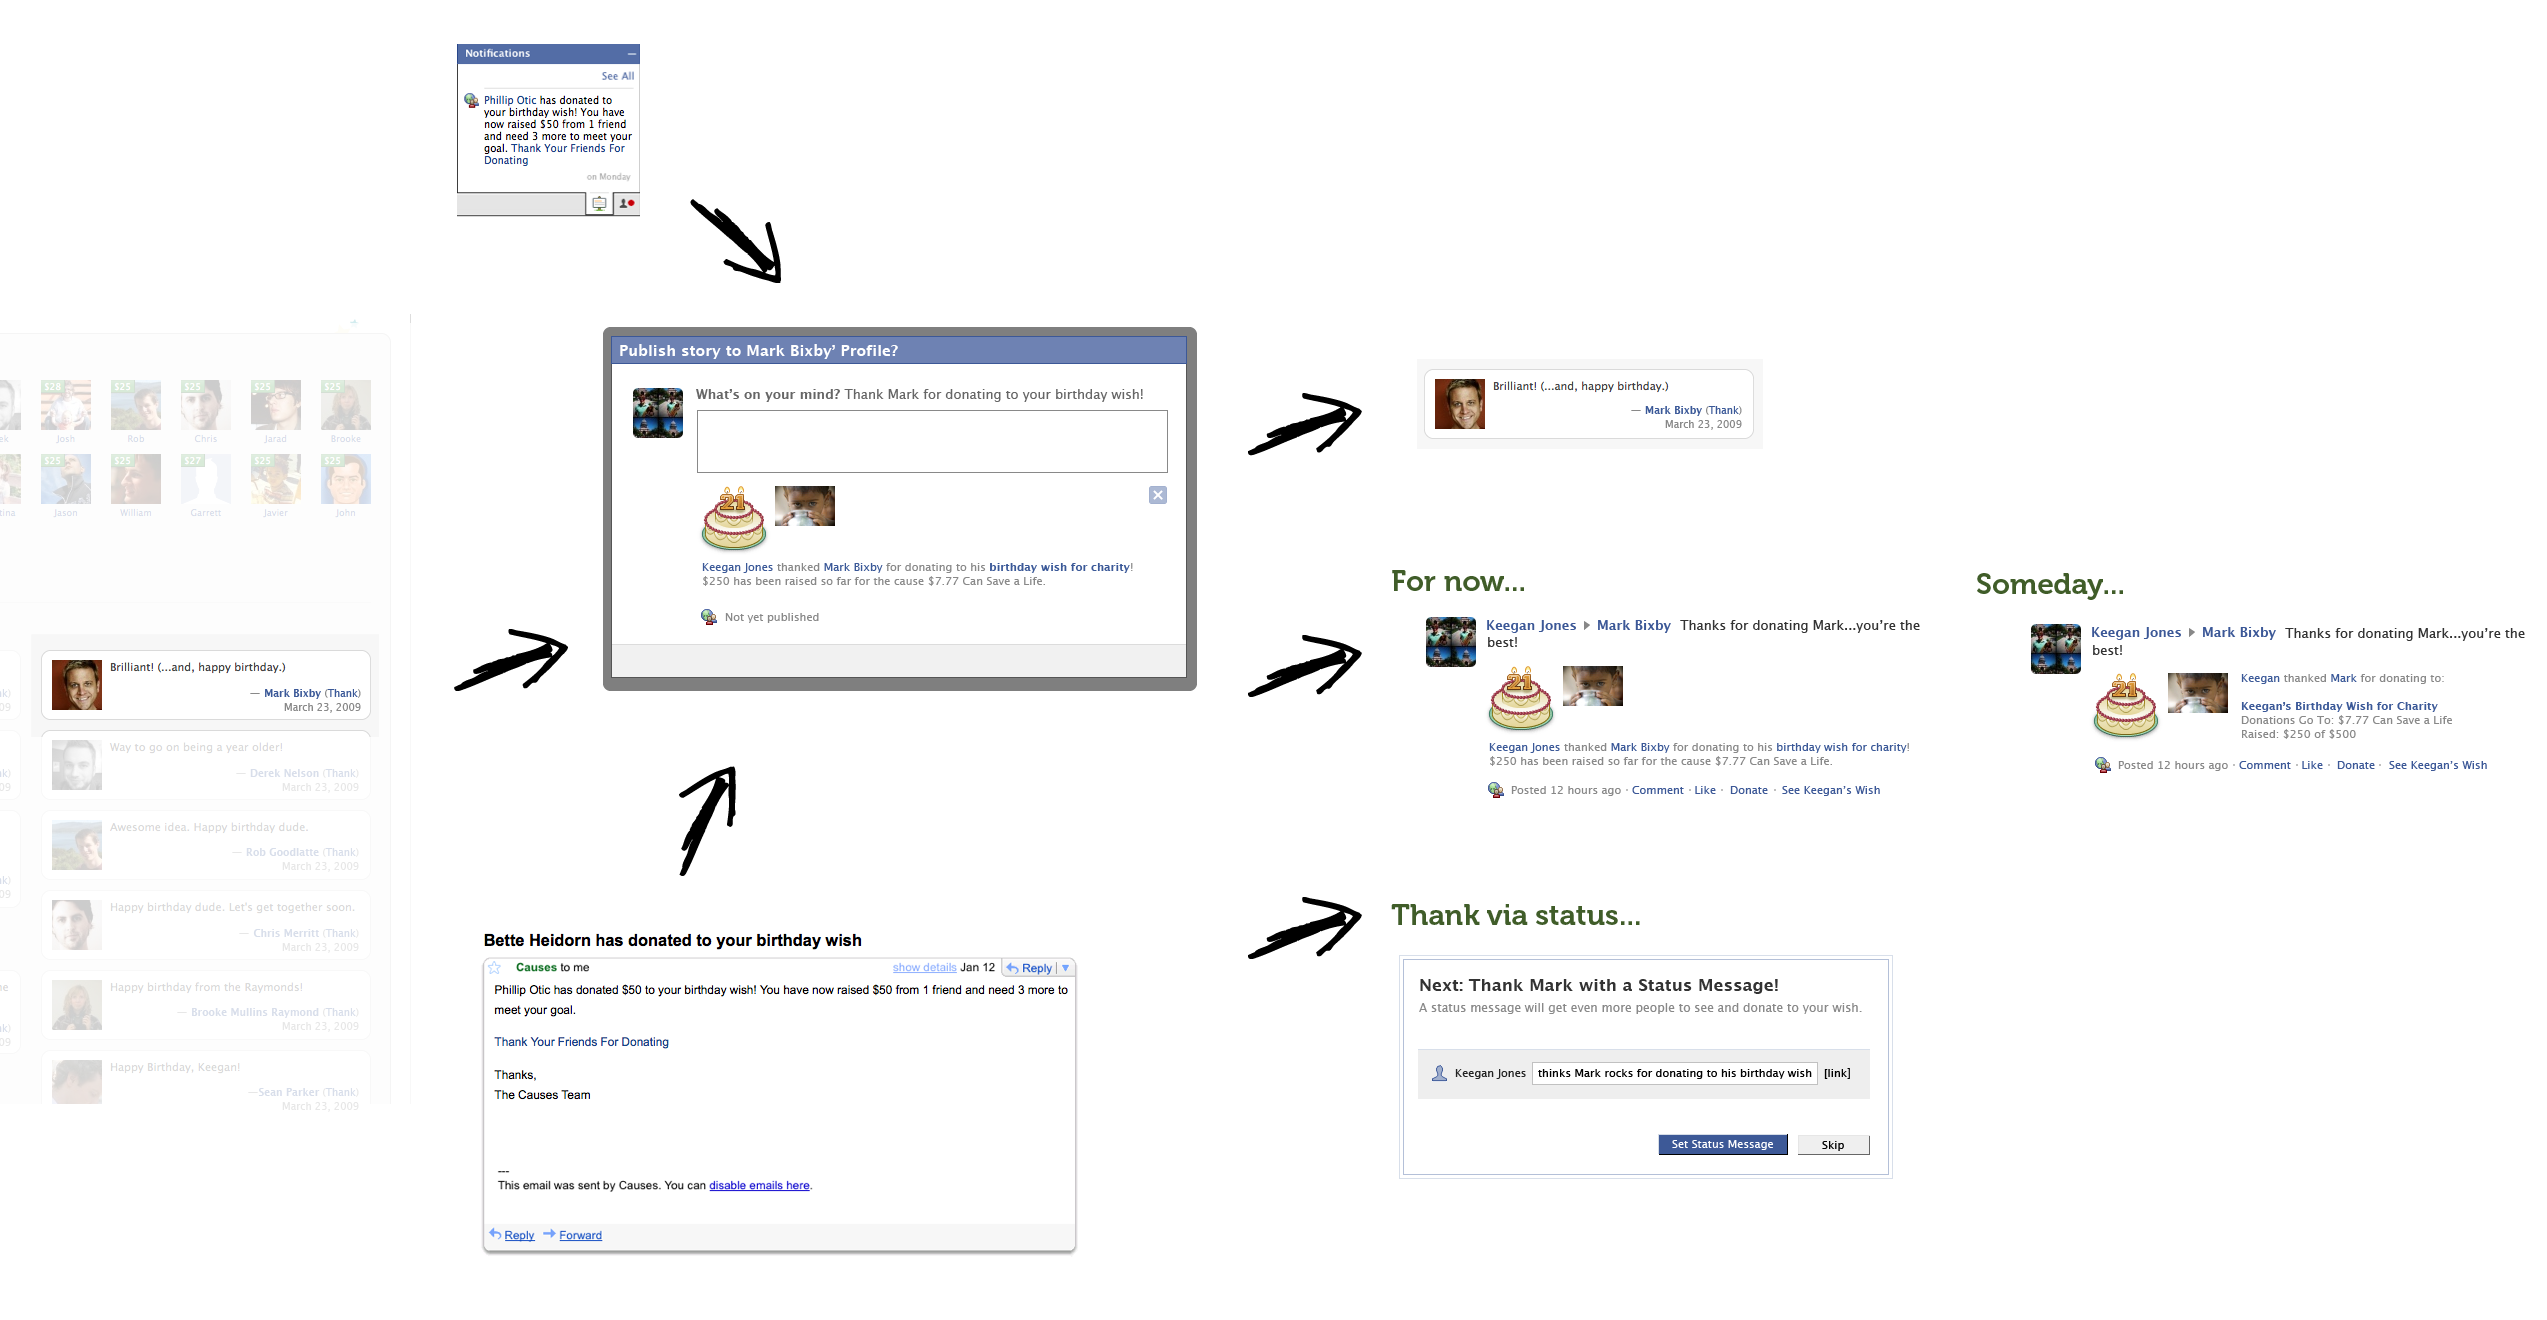 Notifications
See All
Phillip Otic has donated to
your birthday wish! You have
now raised $50 from 1 friend
and need 3 more to meet your
goal. Thank Your Friends For
Donating
on Monday
$28
$25
$25
$25
$25
ek
Josh
Rob
Chris
Jarad
Brooke
$25
$25
$27
$25
$25
tina
Jason
William
Garrett
Javier
John
Brilliant! (...and, happy birthday.)
— Mark Bixby (Thank)
March 23, 2009
Way to go on being a year older!
— Derek Nelson (Thank)
March 23, 2009
Awesome idea. Happy birthday dude.
— Rob Goodlatte (Thank)
March 23, 2009
Happy birthday dude. Let's get together soon.
— Chris Merritt (Thank)
March 23, 2009
Happy birthday from the Raymonds!
— Brooke Mullins Raymond (Thank)
March 23, 2009
Happy Birthday, Keegan!
—Sean Parker (Thank)
March 23, 2009
Publish story to Mark Bixby’ Profile?
What’s on your mind? Thank Mark for donating to your birthday wish!
21
Keegan Jones thanked Mark Bixby for donating to his birthday wish for charity!
$250 has been raised so far for the cause $7.77 Can Save a Life.
Not yet published
Bette Heidorn has donated to your birthday wish
Causes to me
show details Jan 12 Reply
Phillip Otic has donated $50 to your birthday wish! You have now raised $50 from 1 friend and need 3 more to
meet your goal.
Thank Your Friends For Donating
Thanks,
The Causes Team
---
This email was sent by Causes. You can disable emails here.
Reply Forward
Brilliant! (...and, happy birthday.)
— Mark Bixby (Thank)
March 23, 2009
For now...
Keegan Jones Mark Bixby Thanks for donating Mark...you’re the
best!
21
Keegan Jones thanked Mark Bixby for donating to his birthday wish for charity!
$250 has been raised so far for the cause $7.77 Can Save a Life.
Posted 12 hours ago · Comment · Like · Donate · See Keegan’s Wish
Someday...
Keegan Jones Mark Bixby Thanks for donating Mark...you’re the
best!
21
Keegan thanked Mark for donating to:
Keegan’s Birthday Wish for Charity
Donations Go To: $7.77 Can Save a Life
Raised: $250 of $500
Posted 12 hours ago · Comment · Like · Donate · See Keegan’s Wish
Thank via status...
Next: Thank Mark with a Status Message!
A status message will get even more people to see and donate to your wish.
Keegan Jones thinks Mark rocks for donating to his birthday wish [link]
Set Status Message
Skip